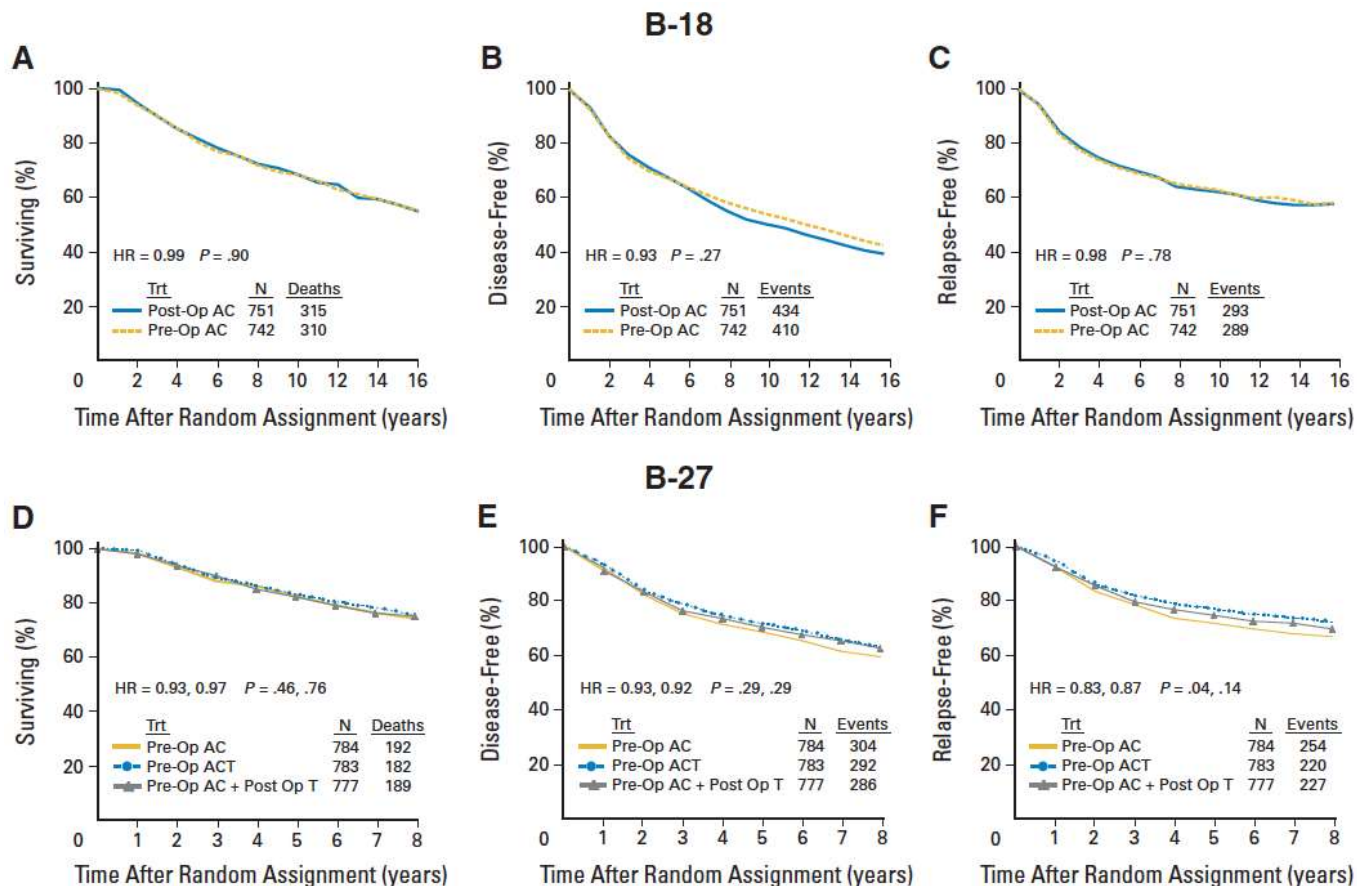 B-18
A
Surviving (%)
100
80
60
40
20
0
HR = 0.99 P = .90
Trt N Deaths
Post-Op AC 751 315
Pre-Op AC 742 310
2 4 6 8 10 12 14 16
Time After Random Assignment (years)
B
Disease-Free (%)
100
80
60
40
20
0
HR = 0.93 P = .27
Trt N Events
Post-Op AC 751 434
Pre-Op AC 742 410
2 4 6 8 10 12 14 16
Time After Random Assignment (years)
C
Relapse-Free (%)
100
80
60
40
20
0
HR = 0.98 P = .78
Trt N Events
Post-Op AC 751 293
Pre-Op AC 742 289
2 4 6 8 10 12 14 16
Time After Random Assignment (years)
B-27
D
Surviving (%)
100
80
60
40
20
0
HR = 0.93, 0.97 P = .46, .76
Trt N Deaths
Pre-Op AC 784 192
Pre-Op ACT 783 182
Pre-Op AC + Post Op T 777 189
1 2 3 4 5 6 7 8
Time After Random Assignment (years)
E
Disease-Free (%)
100
80
60
40
20
0
HR = 0.93, 0.92 P = .29, .29
Trt N Events
Pre-Op AC 784 304
Pre-Op ACT 783 292
Pre-Op AC + Post Op T 777 286
1 2 3 4 5 6 7 8
Time After Random Assignment (years)
F
Relapse-Free (%)
100
80
60
40
20
0
HR = 0.83, 0.87 P = .04, .14
Trt N Events
Pre-Op AC 784 254
Pre-Op ACT 783 220
Pre-Op AC + Post Op T 777 227
1 2 3 4 5 6 7 8
Time After Random Assignment (years)